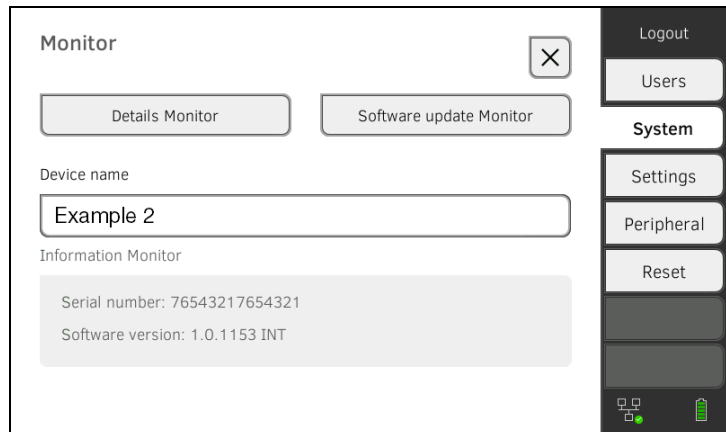 Monitor
Details Monitor
Software update Monitor
Device name
Example 2
Information Monitor
Serial number: 76543217654321
Software version: 1.0.1153 INT
Logout
Users
System
Settings
Peripheral
Reset